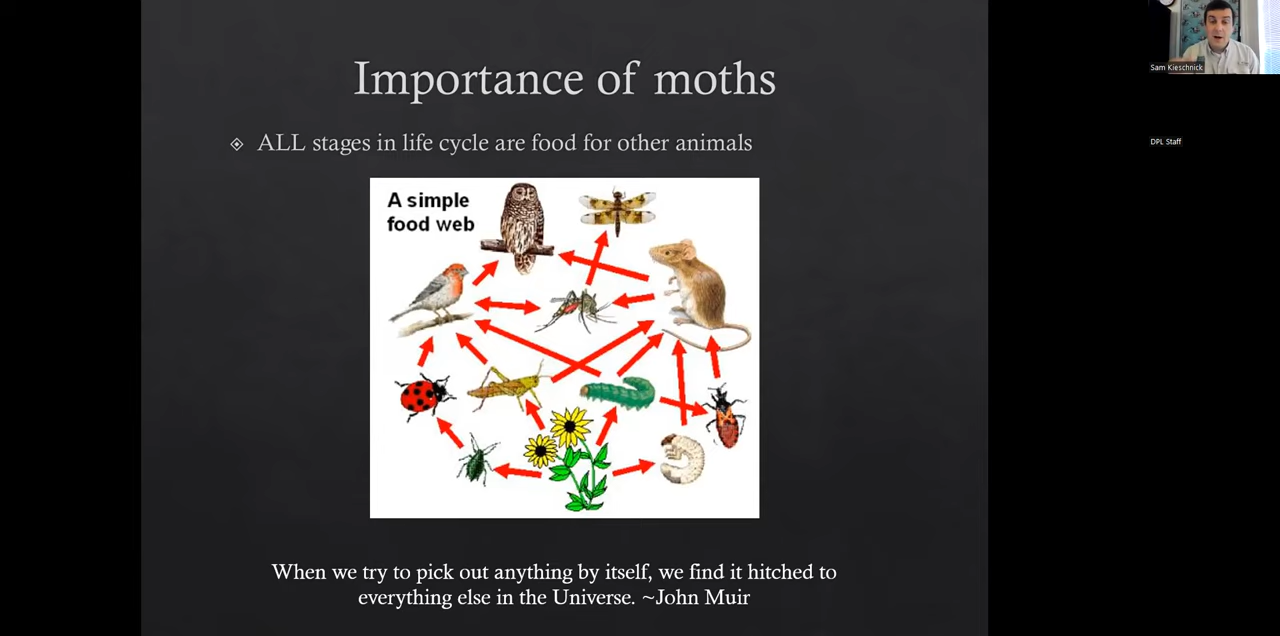 Importance of moths
ALL stages in life cycle are food for other animals
A simple
food web
When we try to pick out anything by itself, we find it hitched to
everything else in the Universe. ~John Muir
Sam Kieschnick
DPL Staff